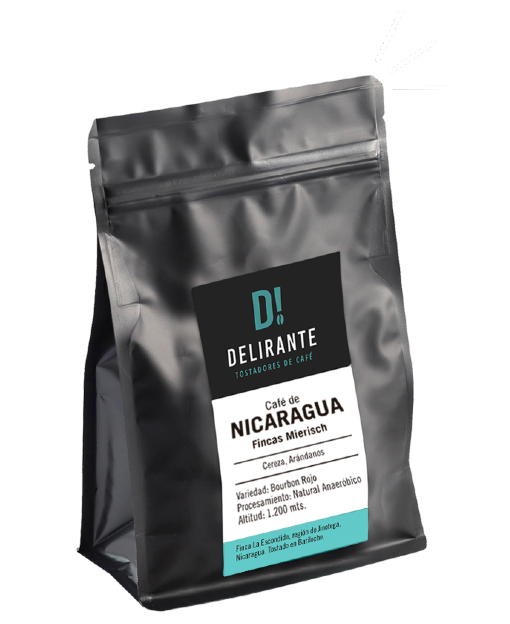 D!
DELIRANTE
TOSTADORES DE CAFÉ
Café de
NICARAGUA
Fincas Mierisch
Cereza, Arándanos
Variedad: Bourbon Rojo
Procesamiento: Natural Anaeróbico
Altitud: 1.200 mts.
Finca La Escondida, región de Jinotega,
Nicaragua. Tostado en Bariloche.